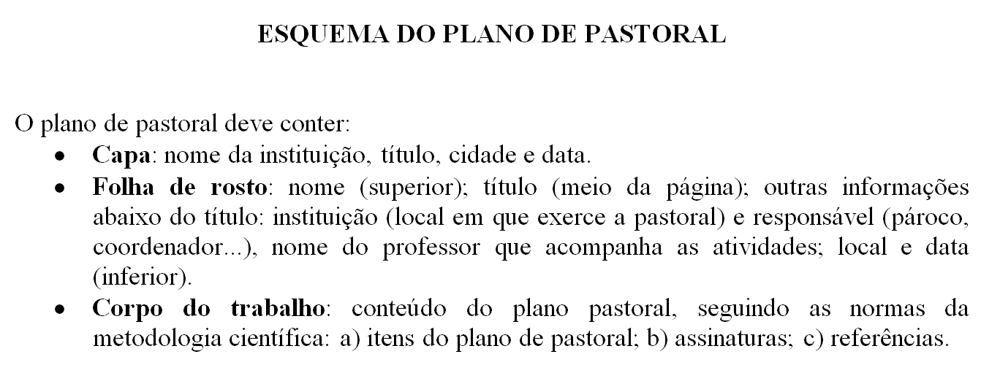 ESQUEMA DO PLANO DE PASTORAL
O plano de pastoral deve conter:
• Capa: nome da instituição, título, cidade e data.
• Folha de rosto: nome (superior); título (meio da página); outras informações
abaixo do título: instituição (local em que exerce a pastoral) e responsável (pároco,
coordenador...), nome do professor que acompanha as atividades; local e data
(inferior).
• Corpo do trabalho: conteúdo do plano pastoral, seguindo as normas da
metodologia científica: a) itens do plano de pastoral; b) assinaturas; c) referências.